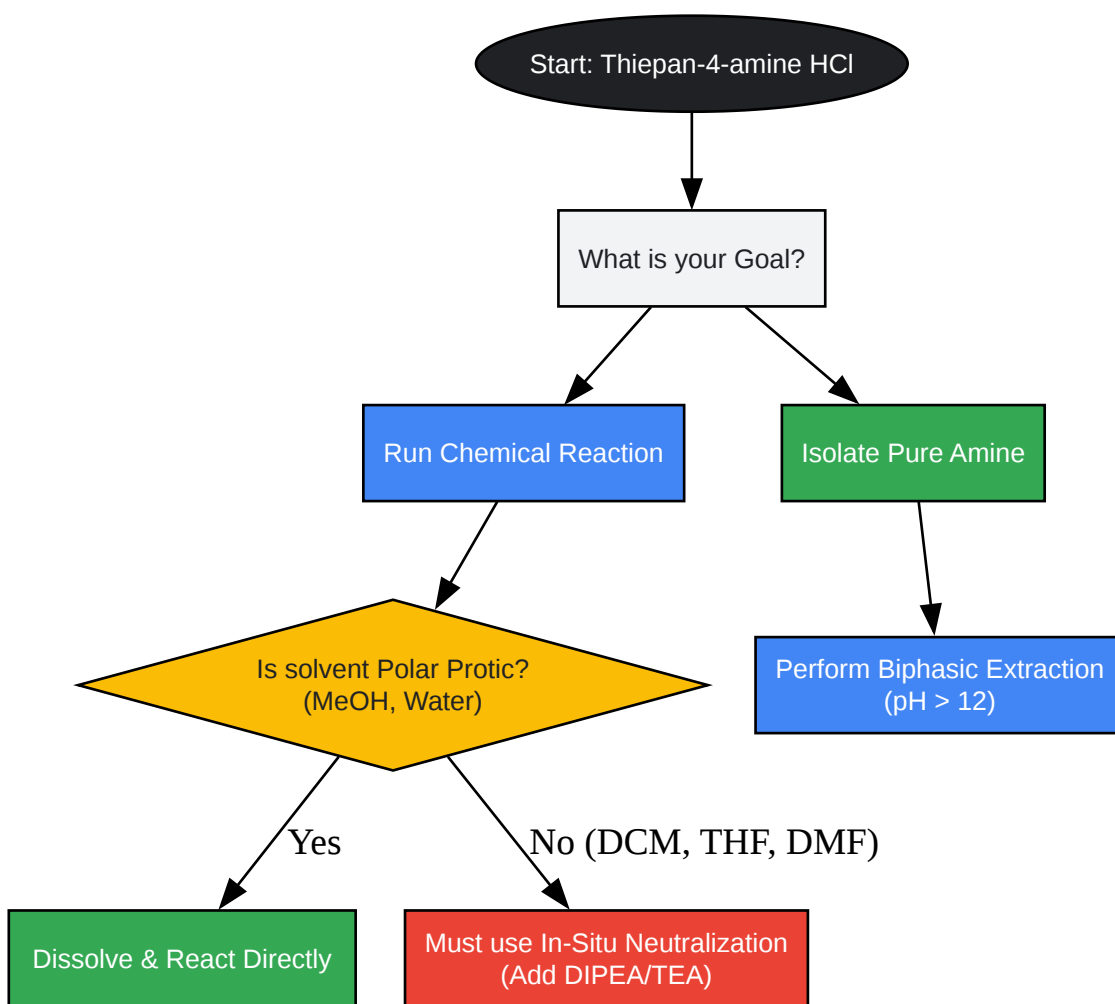 Start: Thiepan-4-amine HCl
What is your Goal?
Run Chemical Reaction
Isolate Pure Amine
Is solvent Polar Protic?
(MeOH, Water)
Perform Biphasic Extraction
(pH > 12)
Yes
No (DCM, THF, DMF)
Dissolve & React Directly
Must use In-Situ Neutralization
(Add DIPEA/TEA)